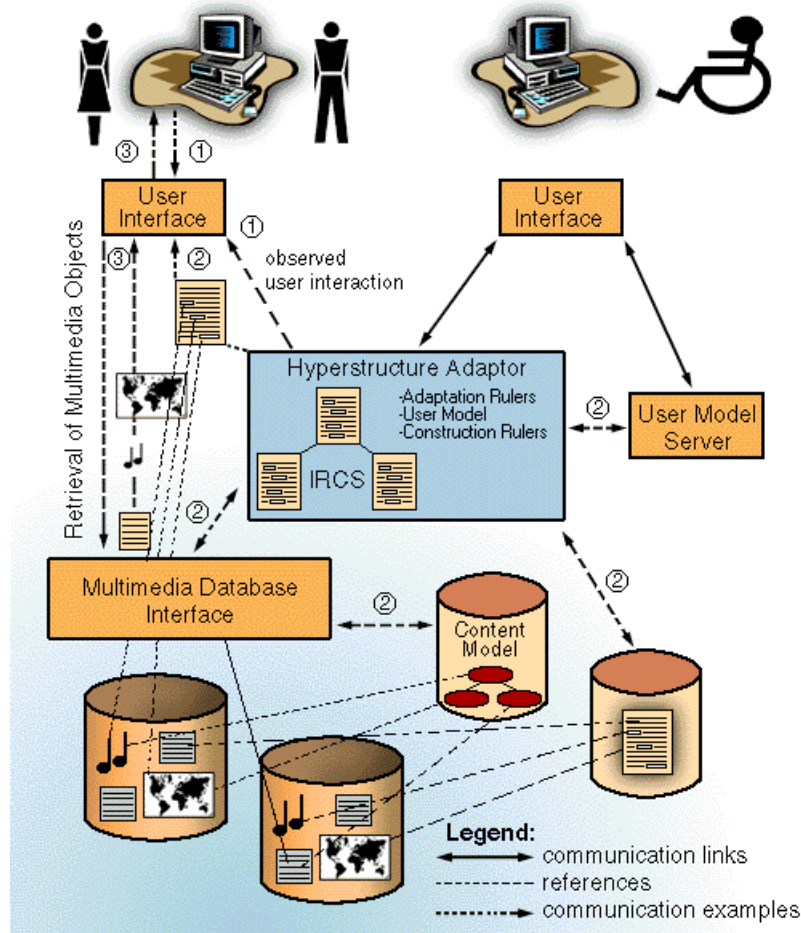 ③
①
User
Interface
User
Interface
①
③
②
observed
user interaction
Retrieval of Multimedia Objects
Hyperstructure Adaptor
-Adaptation Rulers
-User Model
-Construction Rulers
IRCS
②
User Model
Server
②
②
Multimedia Database
Interface
②
Content
Model
Legend:
communication links
references
communication examples